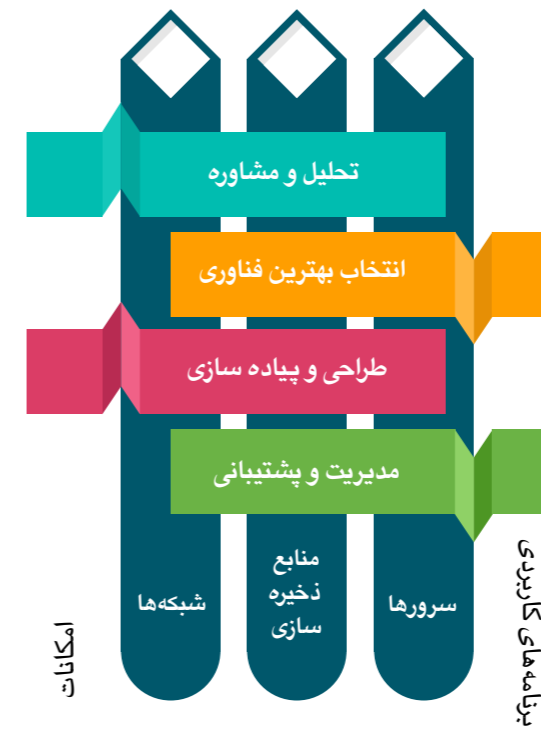 تحلیل و مشاوره
انتخاب بهترین فناوری
طراحی و پیاده سازی
مدیریت و پشتیبانی
سرورها
منابع
ذخیره
سازی
شبکه‌ها
برنامه‌های کاربردی
امکانات